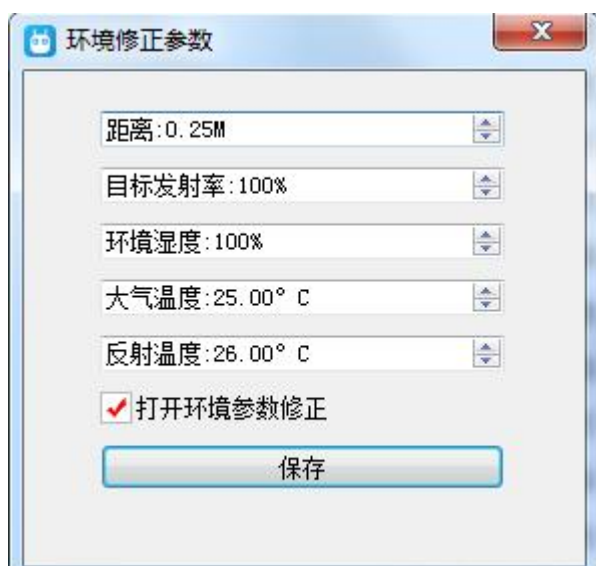 环境修正参数
距离:0.25M
目标发射率:100%
环境湿度:100%
大气温度:25.00° C
反射温度:26.00° C
打开环境参数修正
保存